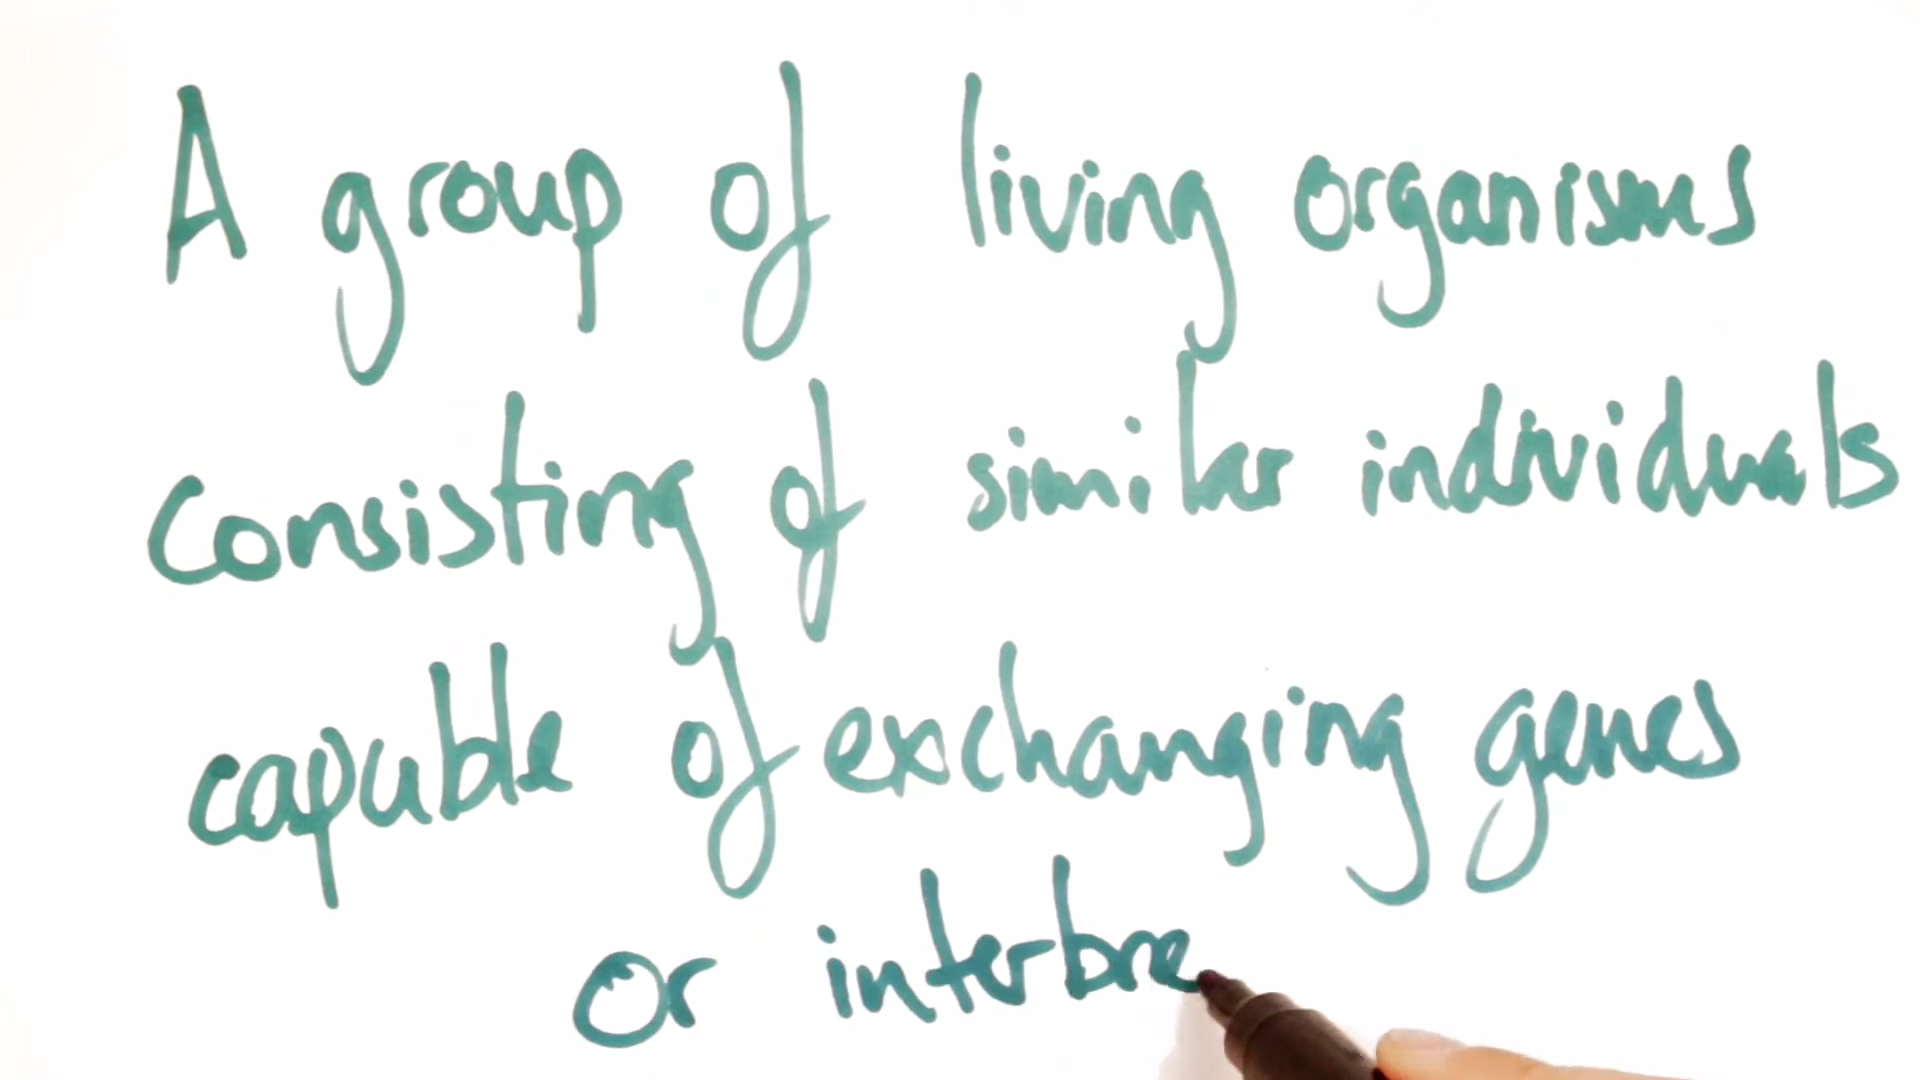 A group of living organisms
consisting of similar individuals
capable of exchanging genes
or interbre